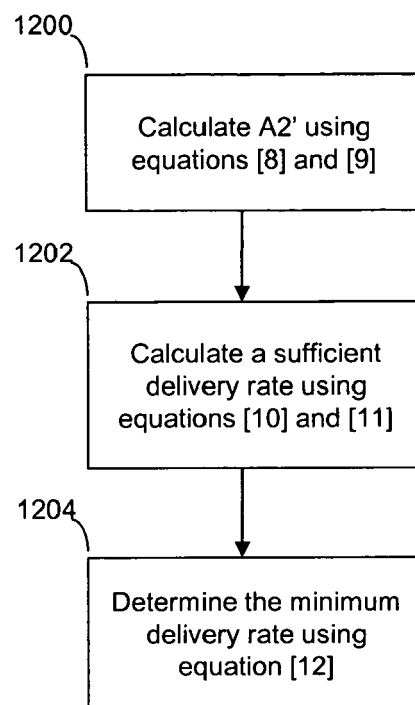 1200
Calculate A2’ using
equations [8] and [9]
1202
Calculate a sufficient
delivery rate using
equations [10] and [11]
1204
Determine the minimum
delivery rate using
equation [12]